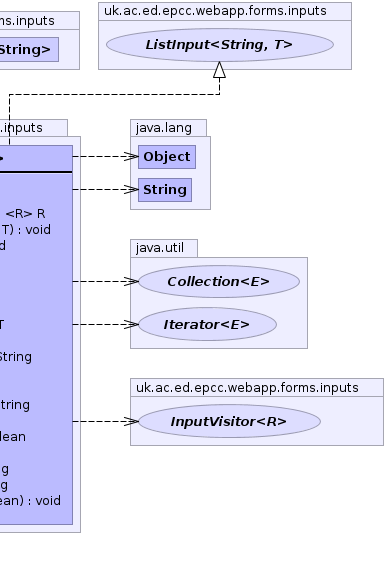 uk.ac.ed.epcc.webapp.forms.inputs
ms.inputs
ListInput<String, T>
String>
.inputs
java.lang
>
Object
String>
<R> R
T) : void
d
java.util
Collection<E>
Iterator<E>
T
String
uk.ac.ed.epcc.webapp.forms.inputs
tring
InputVisitor<R>
lean
g
g
ean) : void